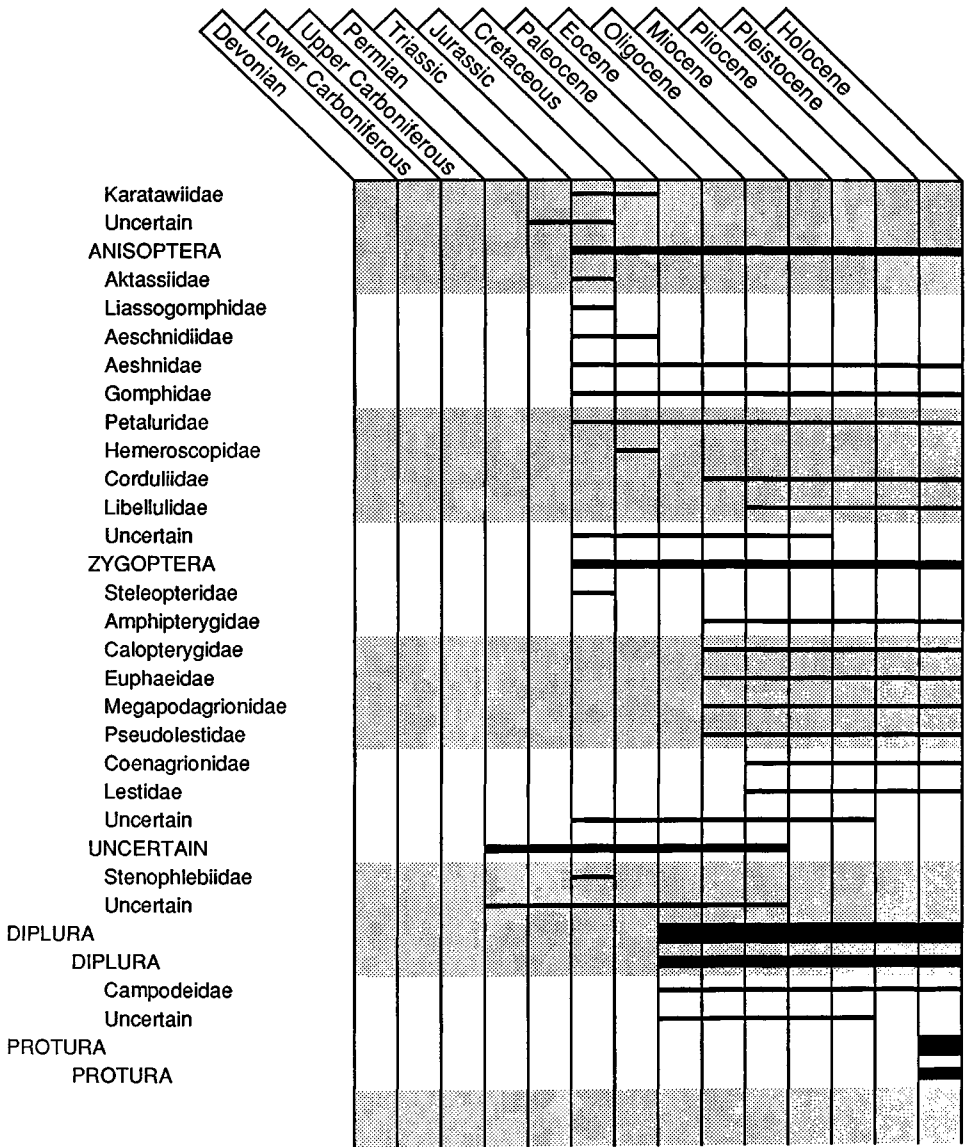 Devonian
Lower Carboniferous
Upper Carboniferous
Permian
Triassic
Jurassic
Cretaceous
Paleocene
Eocene
Oligocene
Miocene
Pliocene
Pleistocene
Holocene
Karatawiidae
Uncertain
ANISOPTERA
Aktassiidae
Liassogomphidae
Aeschnidiidae
Aeshnidae
Gomphidae
Petaluridae
Hemeroscopidae
Corduliidae
Libellulidae
Uncertain
ZYGOPTERA
Steleopteridae
Amphipterygidae
Calopterygidae
Euphaeidae
Megapodagrionidae
Pseudolestidae
Coenagrionidae
Lestidae
Uncertain
UNCERTAIN
Stenophlebiidae
Uncertain
DIPLURA
DIPLURA
Campodeidae
Uncertain
PROTURA
PROTURA